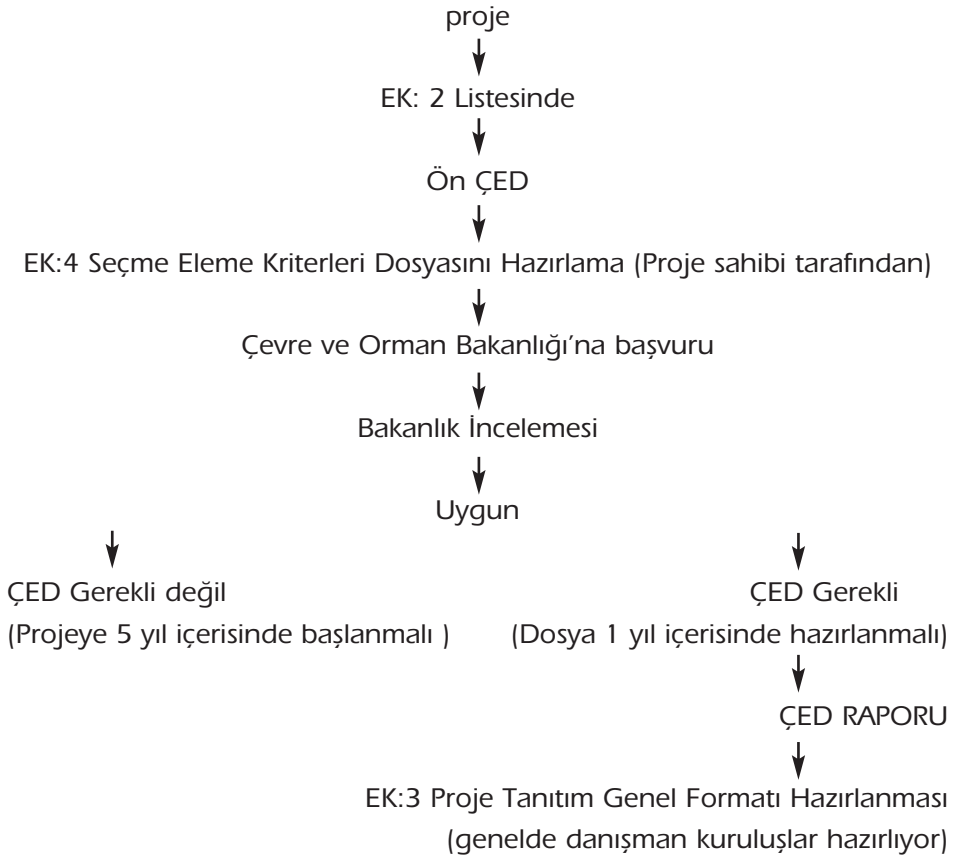 proje
EK: 2 Listesinde
Ön ÇED
EK:4 Seçme Eleme Kriterleri Dosyasını Hazırlama (Proje sahibi tarafından)
Çevre ve Orman Bakanlığı’na başvuru
Bakanlık İncelemesi
Uygun
ÇED Gerekli değil
(Projeye 5 yıl içerisinde başlanmalı )
ÇED Gerekli
(Dosya 1 yıl içerisinde hazırlanmalı)
ÇED RAPORU
EK:3 Proje Tanıtım Genel Formatı Hazırlanması
(genelde danışman kuruluşlar hazırlıyor)